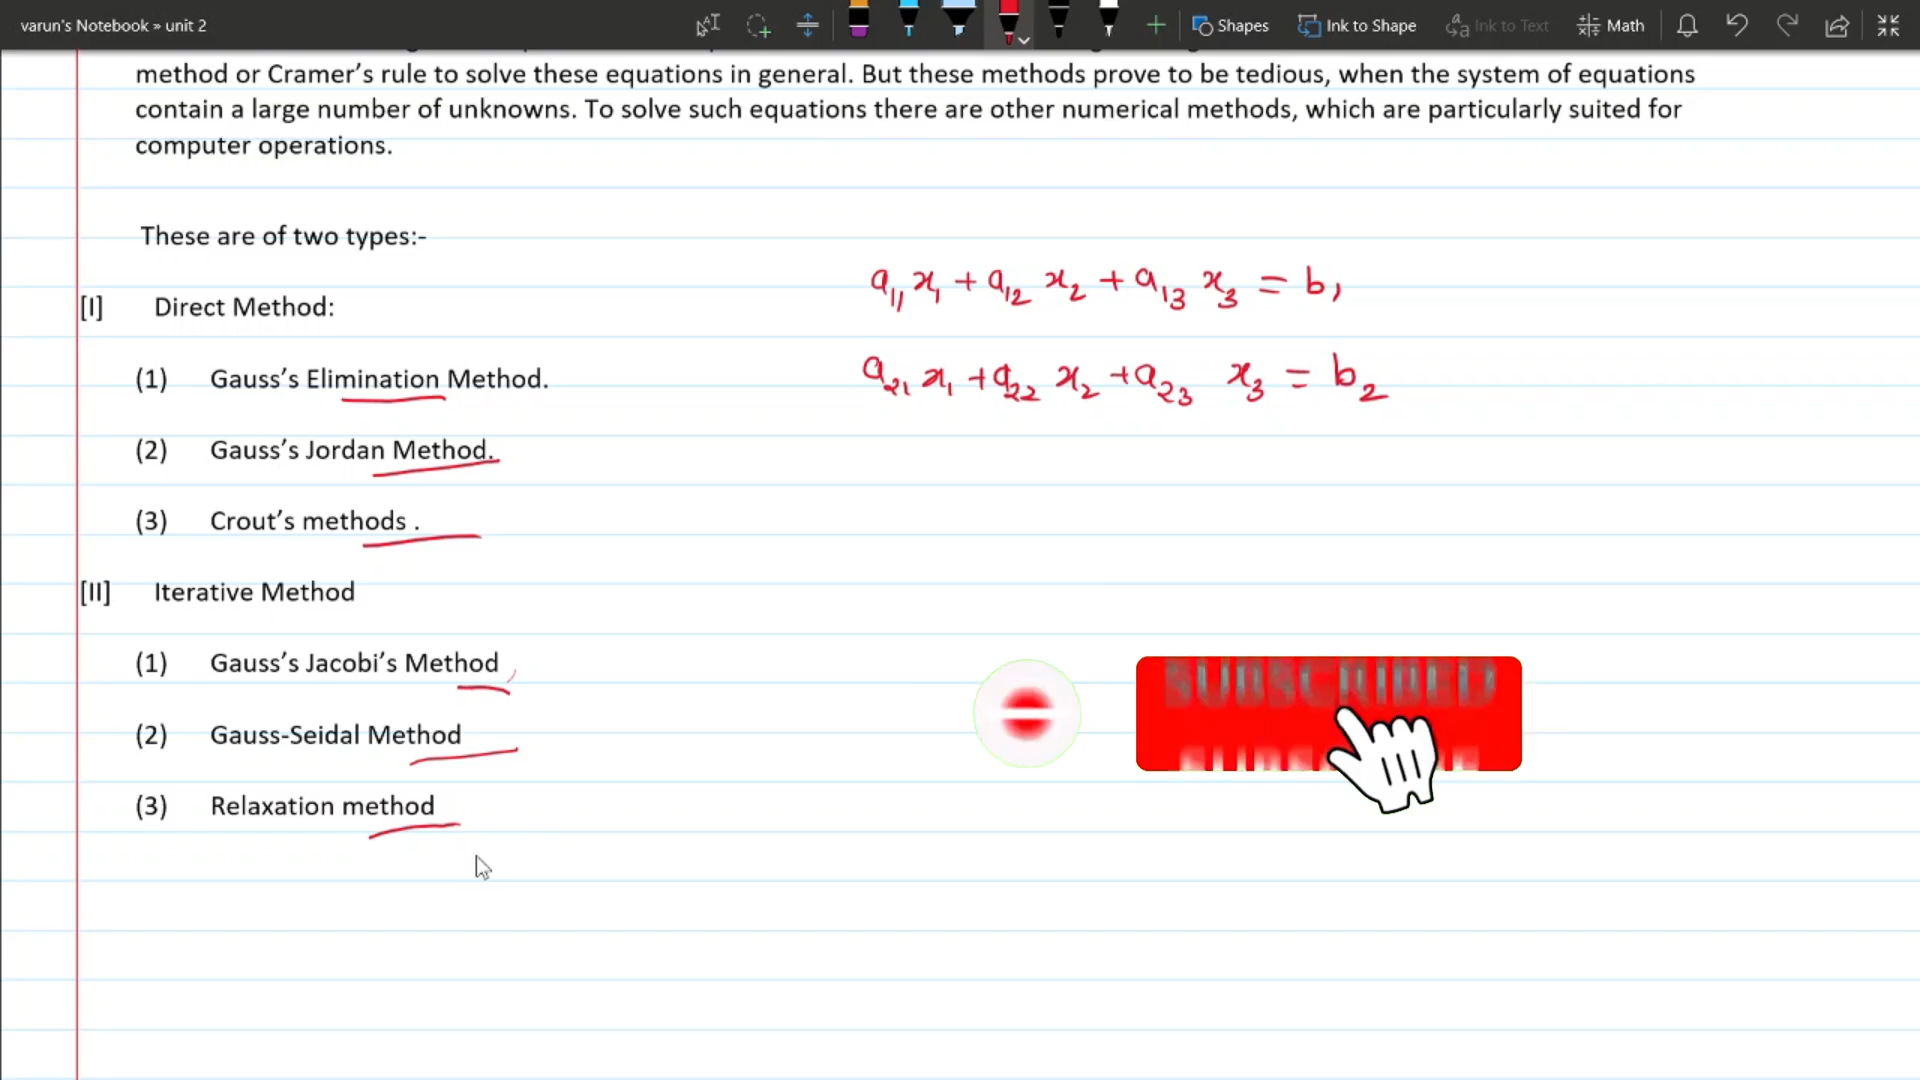 varun's Notebook » unit 2
Shapes
Ink to Shape
Ink to Text
Math
method or Cramer’s rule to solve these equations in general. But these methods prove to be tedious, when the system of equations
contain a large number of unknowns. To solve such equations there are other numerical methods, which are particularly suited for
computer operations.
These are of two types:-
a₁₁x₁ + a₁₂ x₂ + a₁₃ x₃ = b₁
[I] Direct Method:
(1) Gauss’s Elimination Method.
a₂₁ x₁ + a₂₂ x₂ + a₂₃ x₃ = b₂
(2) Gauss’s Jordan Method.
(3) Crout’s methods .
[II] Iterative Method
(1) Gauss’s Jacobi’s Method
SUBSCRIBED
(2) Gauss-Seidal Method
(3) Relaxation method